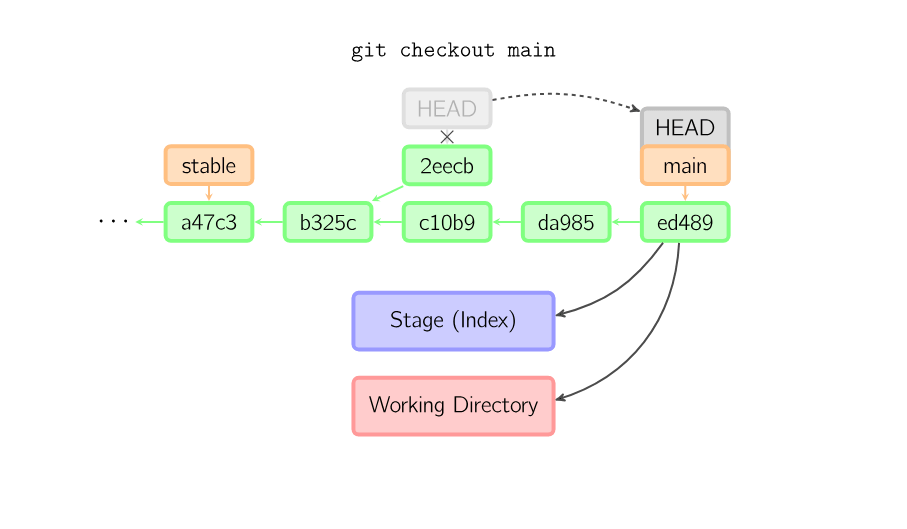 git checkout main
HEAD
HEAD
stable
2eecb
main
···
a47c3
b325c
c10b9
da985
ed489
Stage (Index)
Working Directory